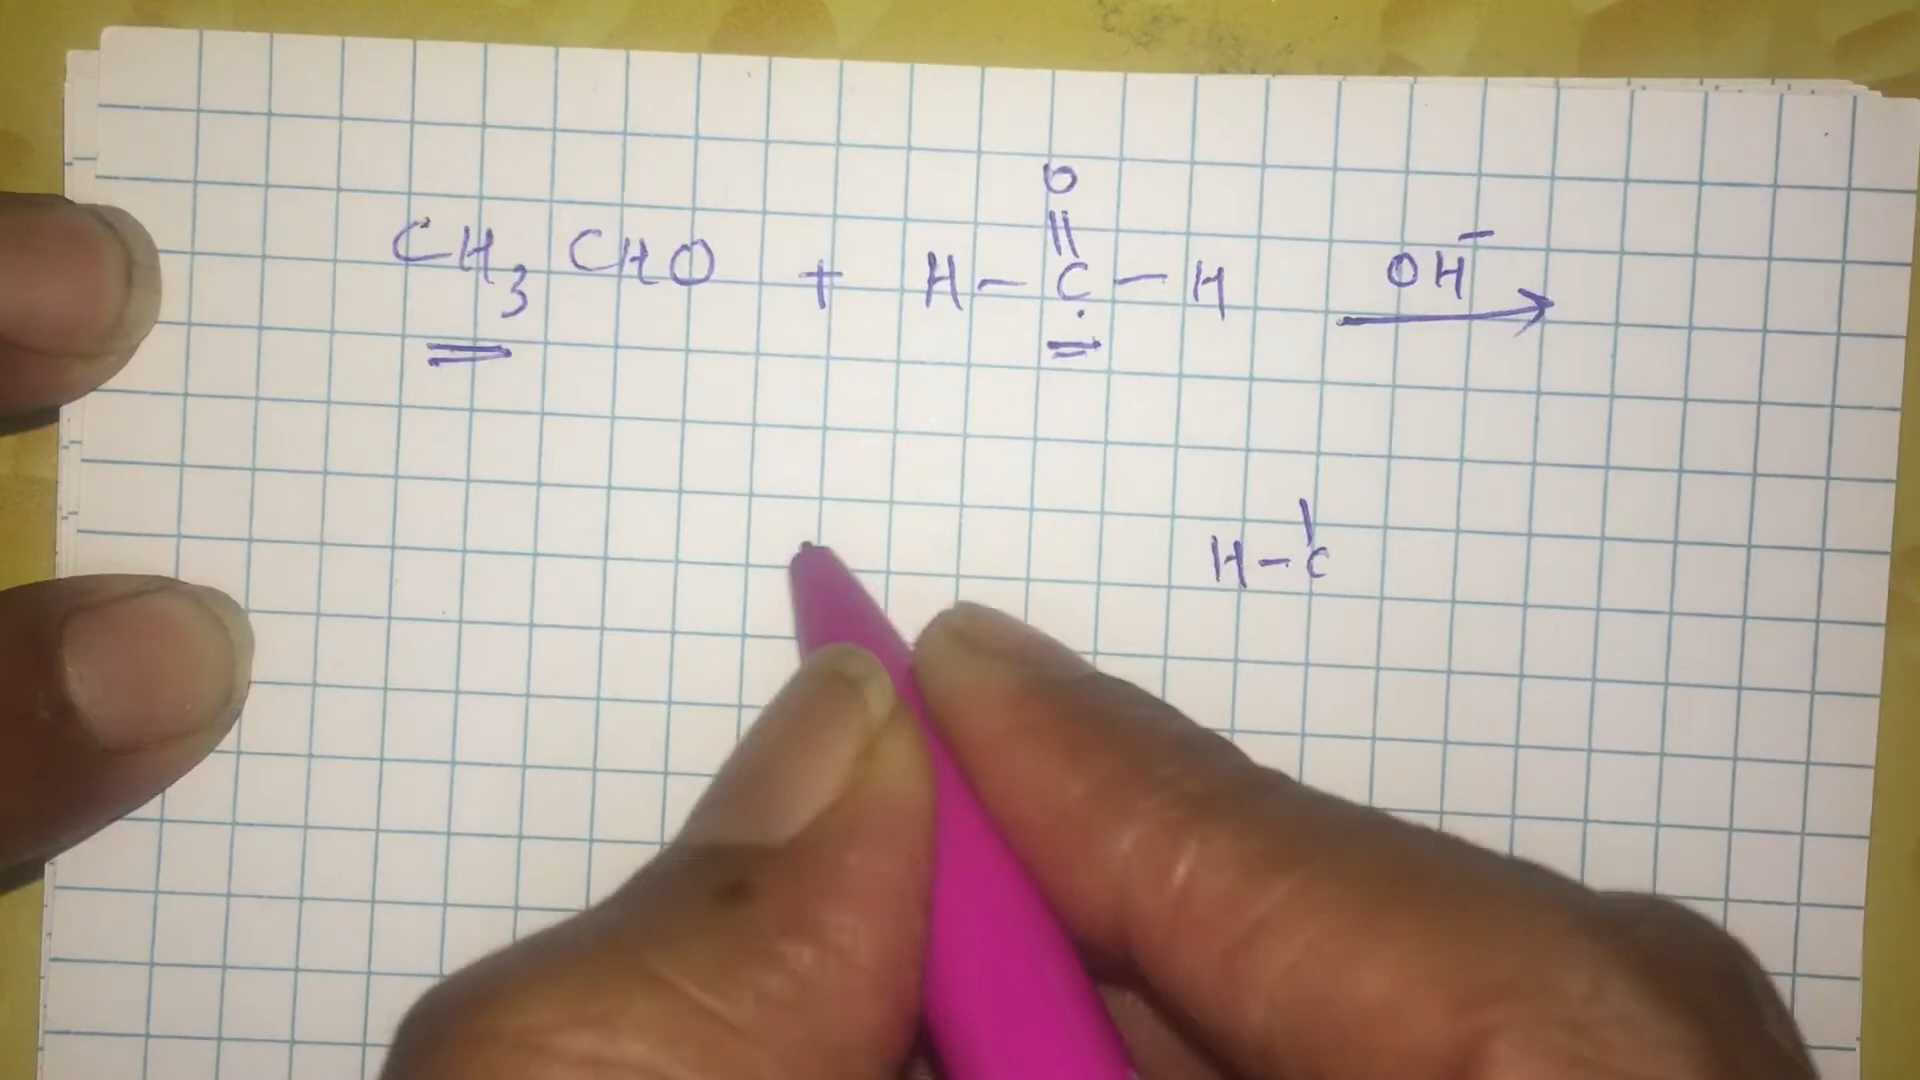 O
||
CH₃ CHO + H – C – H OH⁻ →
|
H – C